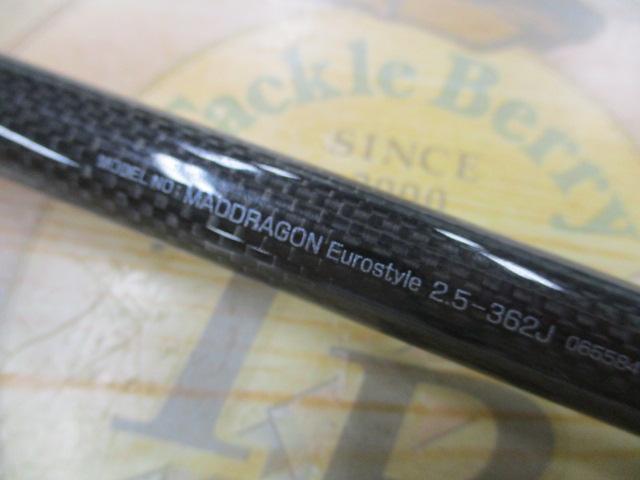 Tackle Berry
SINCE
2000
MODEL NO: MADDRAGON Eurostyle 2.5-362J 065584